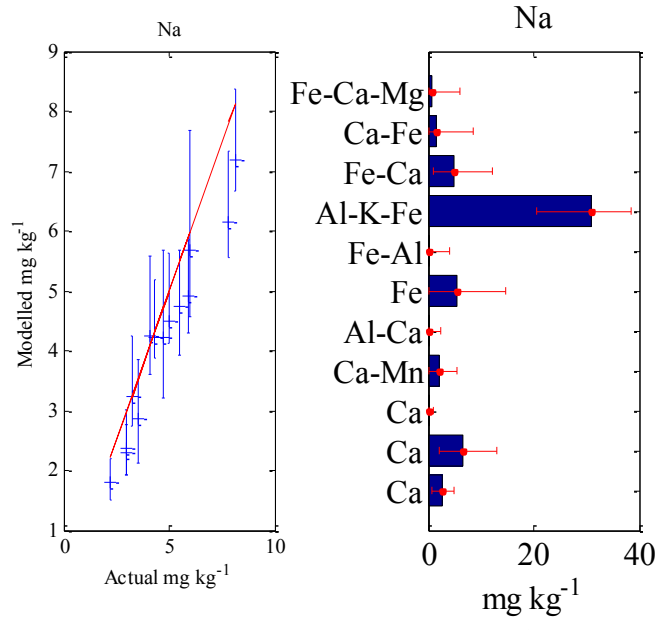 Na
9
8
7
6
5
4
3
2
1
Modelled mg kg-1
0 5 10
Actual mg kg-1
Na
Fe-Ca-Mg
Ca-Fe
Fe-Ca
Al-K-Fe
Fe-Al
Fe
Al-Ca
Ca-Mn
Ca
Ca
Ca
0 20 40
mg kg-1